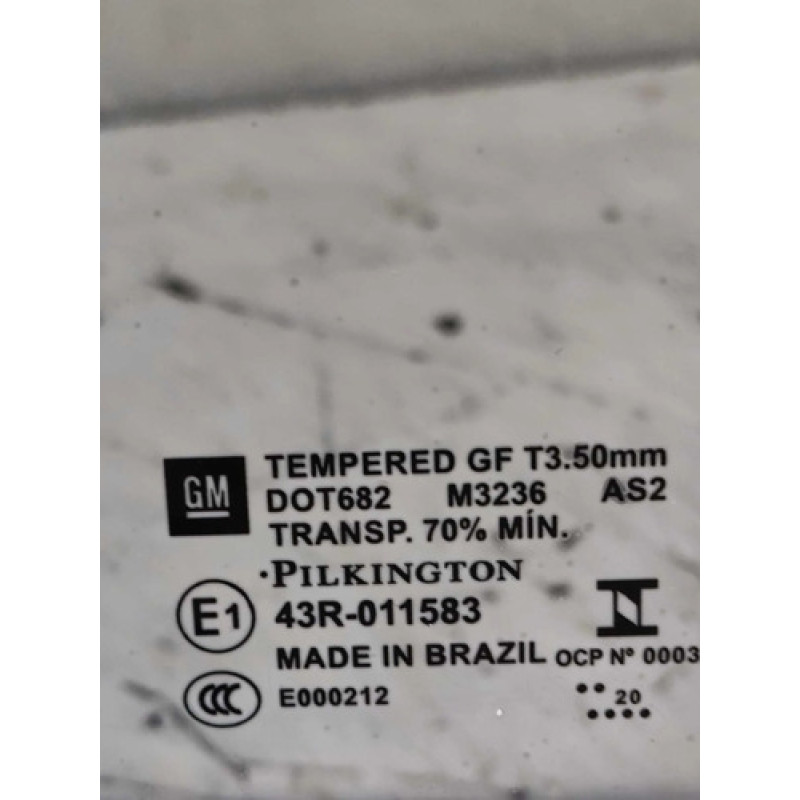 GM
TEMPERED GF T3.50mm
DOT682 M3236 AS2
TRANSP. 70% MÍN.
·PILKINGTON
E1 43R-011583
MADE IN BRAZIL OCP Nº 0003
CCC E000212
•• 20
••••